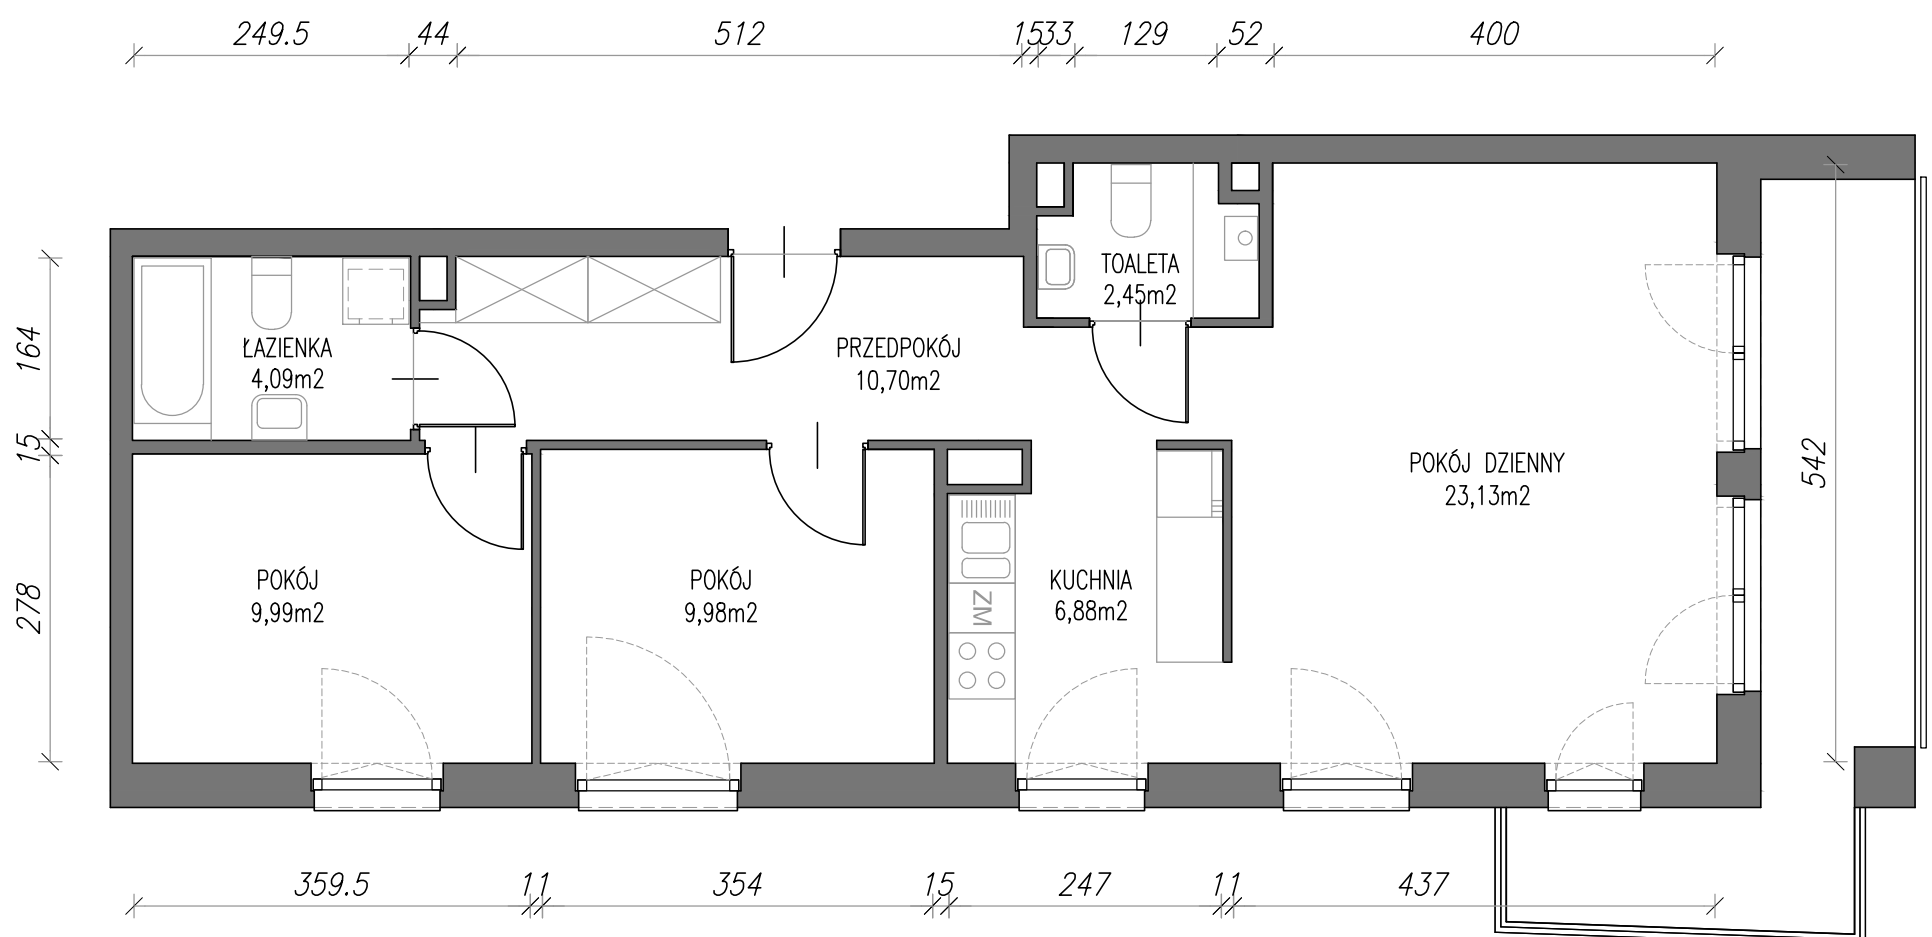 249.5 44 512 15 33 129 52 400
TOALETA
2,45m2
ŁAZIENKA
4,09m2
PRZEDPOKÓJ
10,70m2
164
15
278
POKÓJ DZIENNY
23,13m2
542
POKÓJ
9,99m2
POKÓJ
9,98m2
KUCHNIA
6,88m2
ZM
359.5 11 354 15 247 11 437